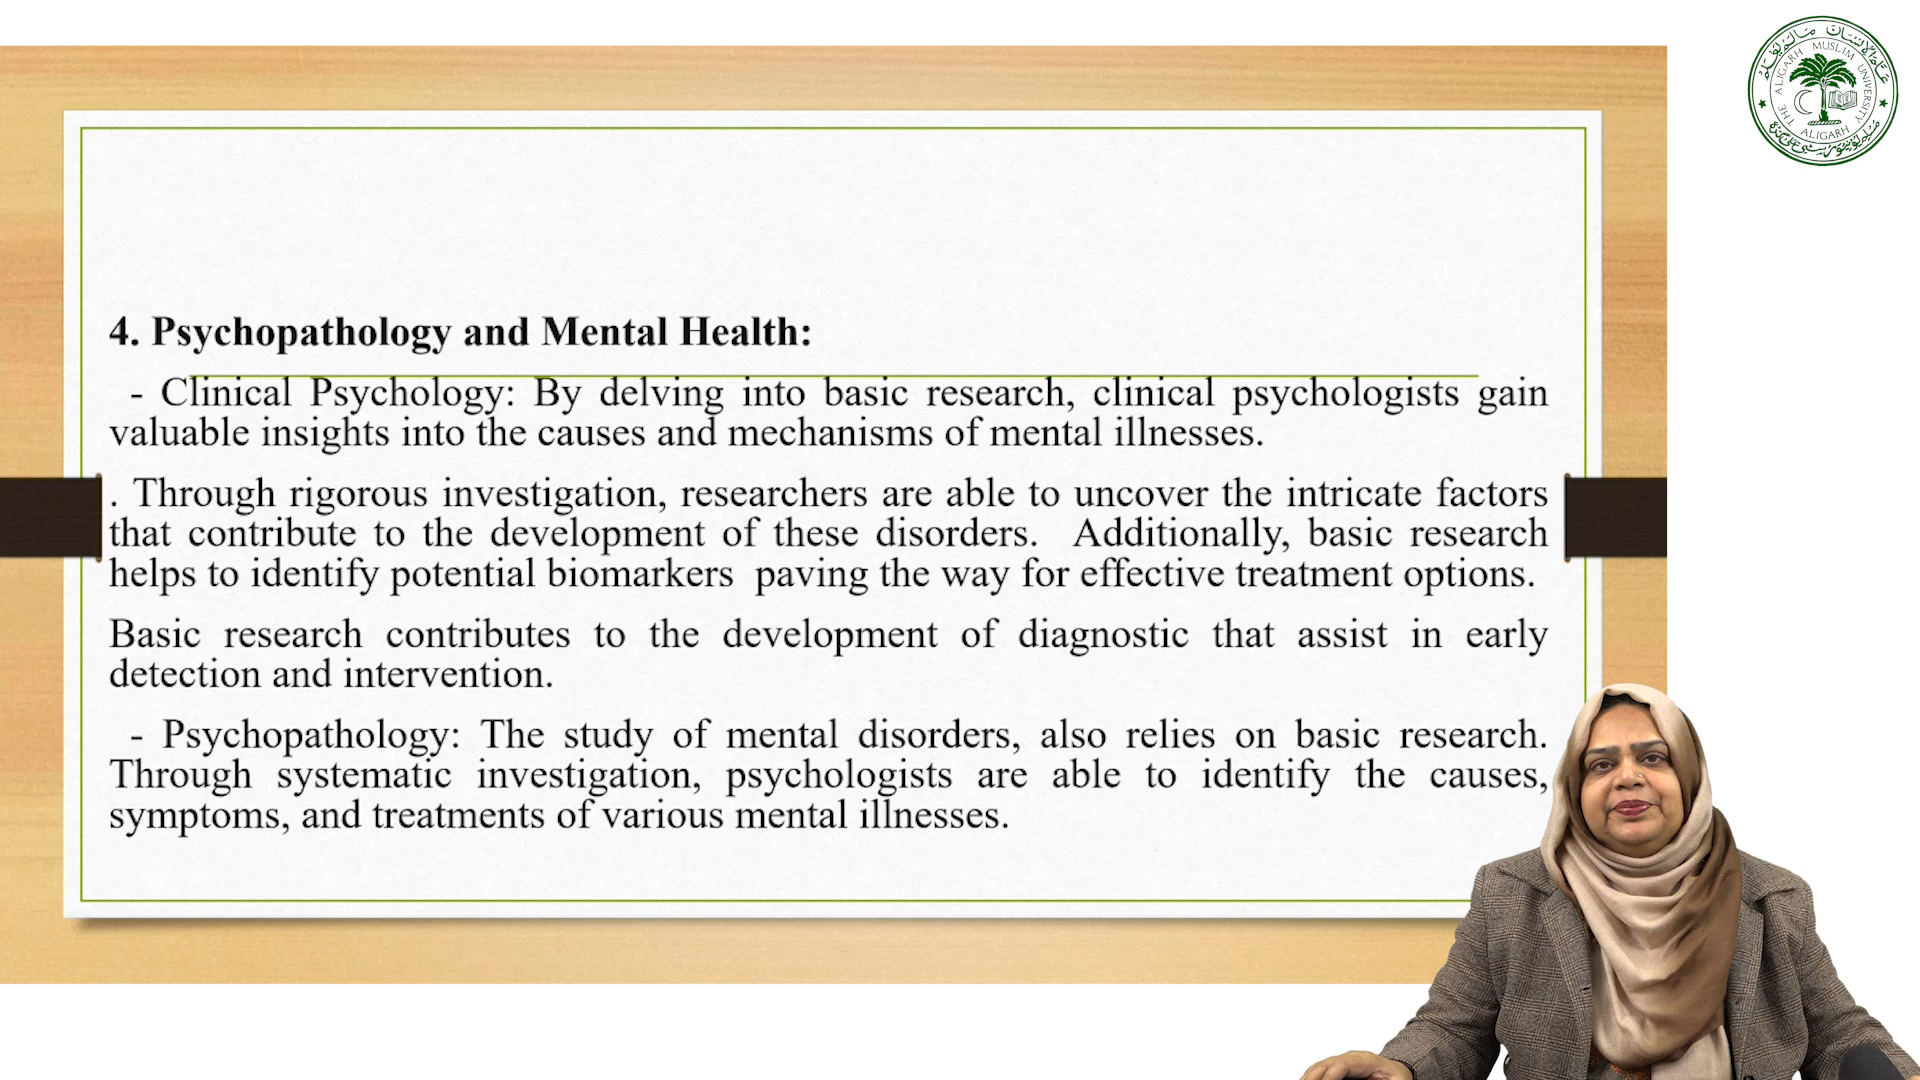 4. Psychopathology and Mental Health:
- Clinical Psychology: By delving into basic research, clinical psychologists gain
valuable insights into the causes and mechanisms of mental illnesses.
. Through rigorous investigation, researchers are able to uncover the intricate factors
that contribute to the development of these disorders. Additionally, basic research
helps to identify potential biomarkers paving the way for effective treatment options.
Basic research contributes to the development of diagnostic that assist in early
detection and intervention.
- Psychopathology: The study of mental disorders, also relies on basic research.
Through systematic investigation, psychologists are able to identify the causes,
symptoms, and treatments of various mental illnesses.
THE ALIGARH MUSLIM UNIVERSITY
ALIGARH